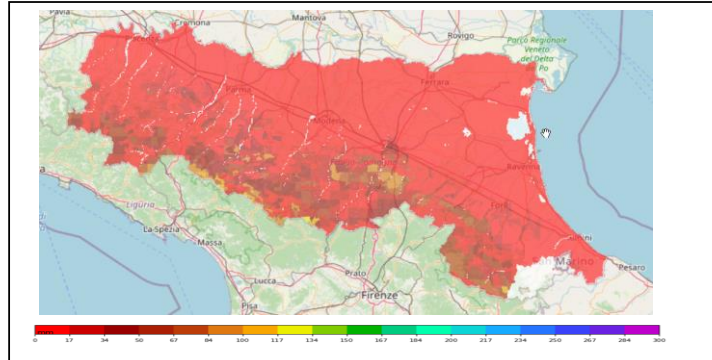 Cremona
Mantova
Rovigo
Pavia
Parco Regionale
Veneto
del Delta
del Po
Ferrara
Parma
Modena
Ravenna
Forlì
Liguria
La Spezia
Massa
Rimini
San Marino
Pesaro
Lucca
Prato
Firenze
Pisa
0 17 34 50 67 84 100 117 134 150 167 184 200 217 234 250 267 284 300